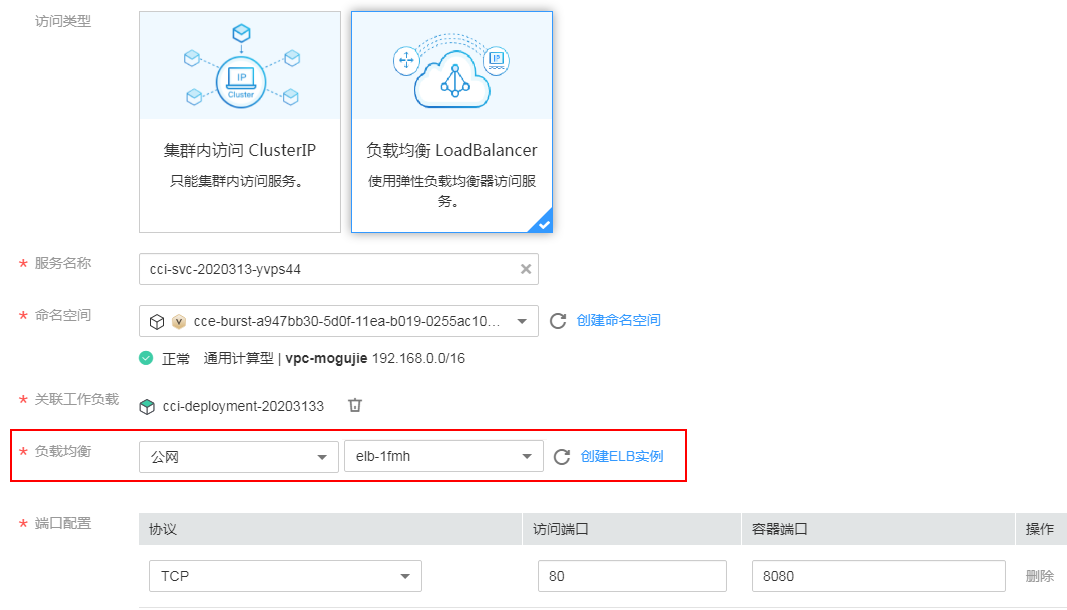 访问类型
IP
Cluster
IP
集群内访问 ClusterIP
只能集群内访问服务。
负载均衡 LoadBalancer
使用弹性负载均衡器访问服
务。
* 服务名称
cci-svc-2020313-yvps44
* 命名空间
V cce-burst-a947bb30-5d0f-11ea-b019-0255ac10... 创建命名空间
正常 通用计算型 | vpc-mogujie 192.168.0.0/16
* 关联工作负载
cci-deployment-20203133
* 负载均衡
公网 elb-1fmh 创建ELB实例
* 端口配置
协议 访问端口 容器端口 操作
TCP 80 8080 删除